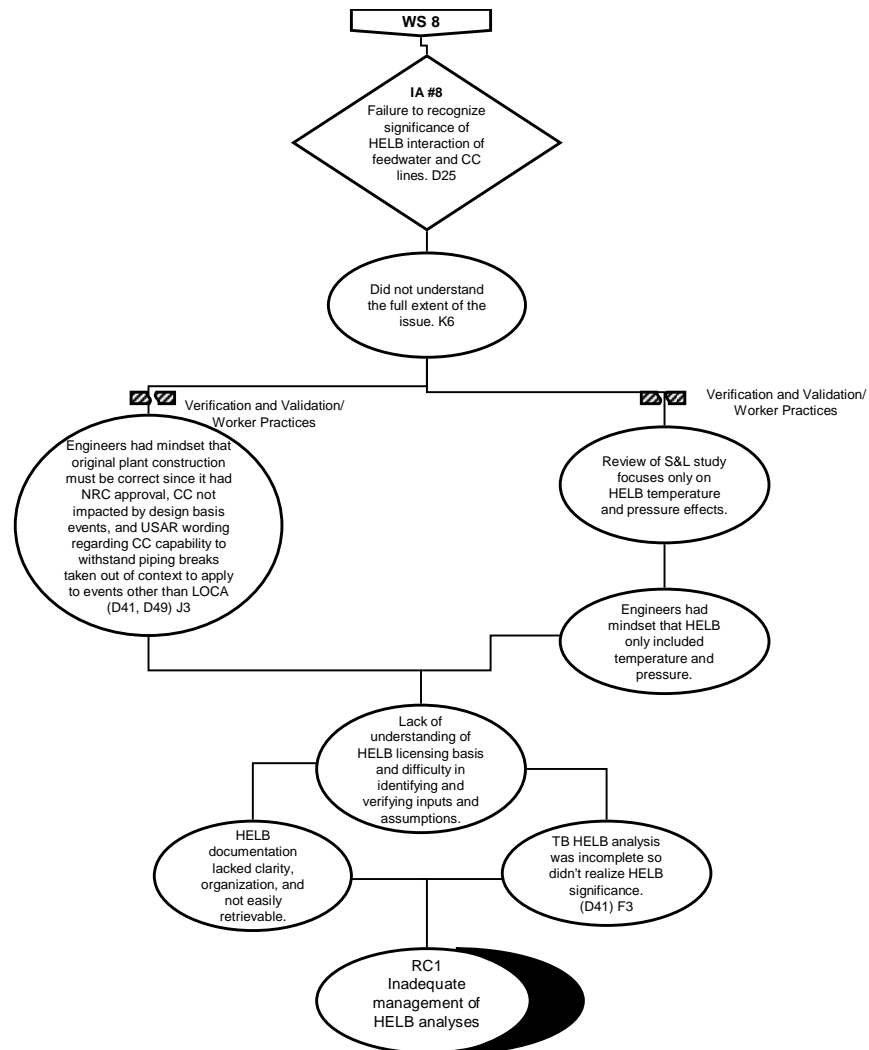 WS 8
IA #8
Failure to recognize
significance of
HELB interaction of
feedwater and CC
lines. D25
Did not understand
the full extent of the
issue. K6
Verification and Validation/
Worker Practices
Verification and Validation/
Worker Practices
Engineers had mindset that
original plant construction
must be correct since it had
NRC approval, CC not
impacted by design basis
events, and USAR wording
regarding CC capability to
withstand piping breaks
taken out of context to apply
to events other than LOCA
(D41, D49) J3
Review of S&L study
focuses only on
HELB temperature
and pressure effects.
Engineers had
mindset that HELB
only included
temperature and
pressure.
Lack of
understanding of
HELB licensing basis
and difficulty in
identifying and
verifying inputs and
assumptions.
HELB
documentation
lacked clarity,
organization, and
not easily
retrievable.
TB HELB analysis
was incomplete so
didn't realize HELB
significance.
(D41) F3
RC1
Inadequate
management of
HELB analyses